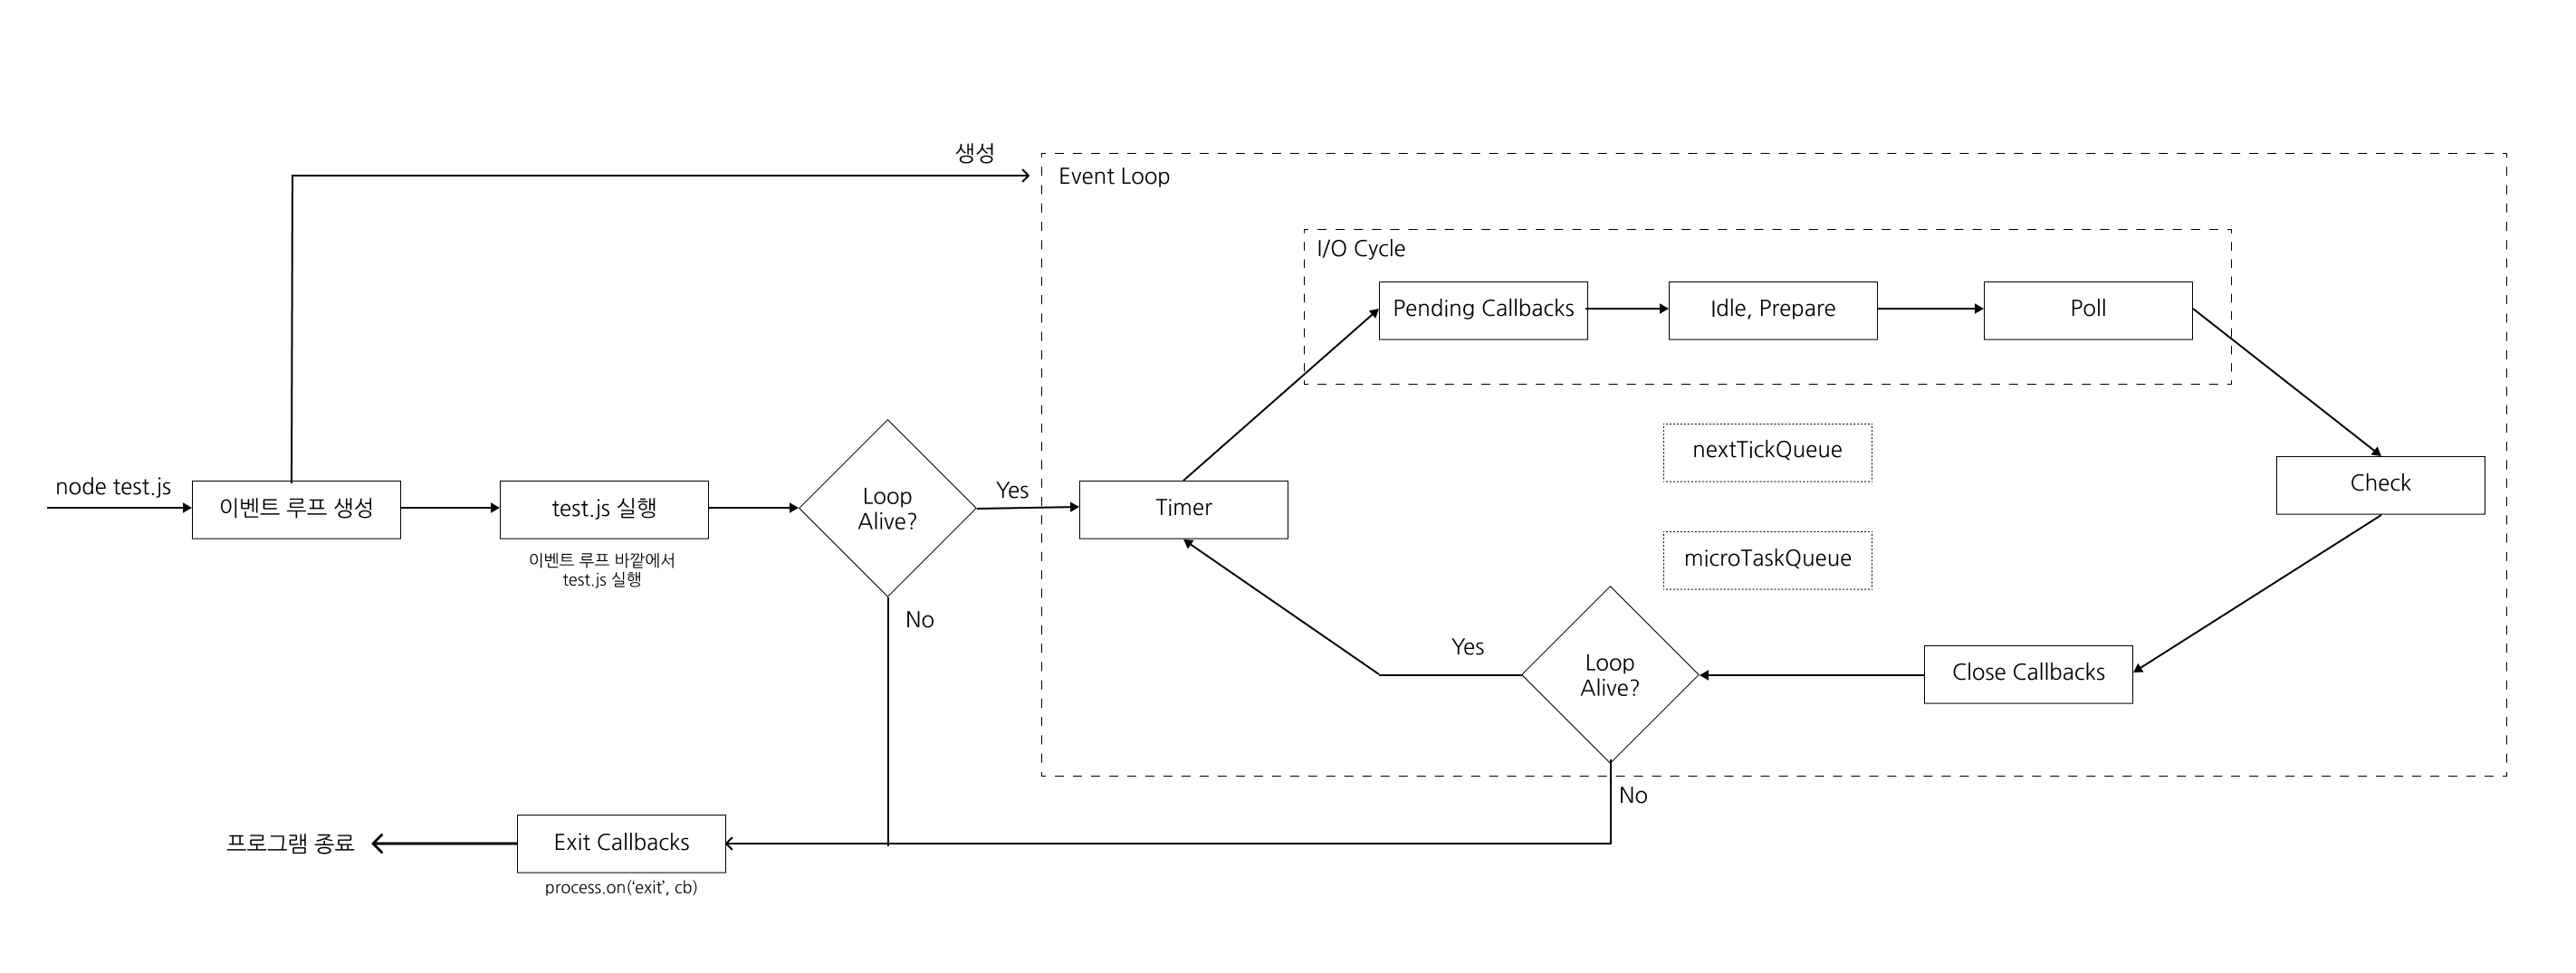 생성
Event Loop
I/O Cycle
Pending Callbacks
Idle, Prepare
Poll
nextTickQueue
node test.js
이벤트 루프 생성
test.js 실행
이벤트 루프 바깥에서
test.js 실행
Loop
Alive?
Yes
No
Timer
Check
microTaskQueue
Yes
Loop
Alive?
Close Callbacks
No
프로그램 종료
Exit Callbacks
process.on(‘exit’, cb)